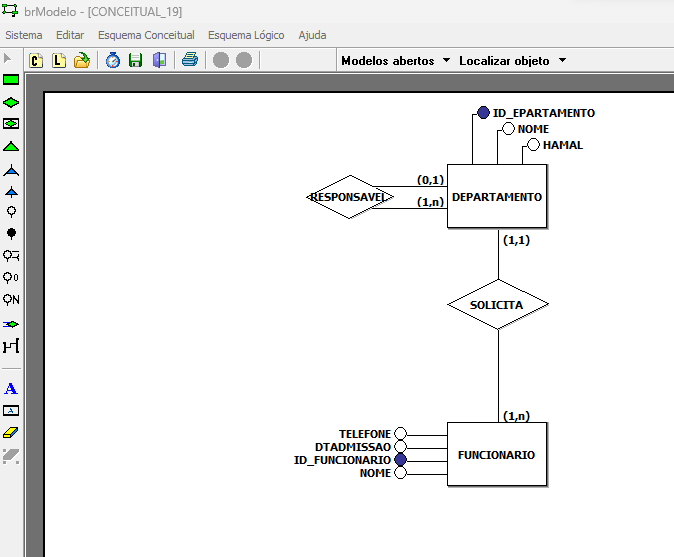 brModelo - [CONCEITUAL_19]
Sistema Editar Esquema Conceitual Esquema Lógico Ajuda
C L Modelos abertos Localizar objeto
ID_EPARTAMENTO
NOME
HAMAL
(0,1)
RESPONSAVEL DEPARTAMENTO
(1,n)
(1,1)
SOLICITA
(1,n)
TELEFONE
DTADMISSAO
ID_FUNCIONARIO FUNCIONARIO
NOME
0
N
A
A